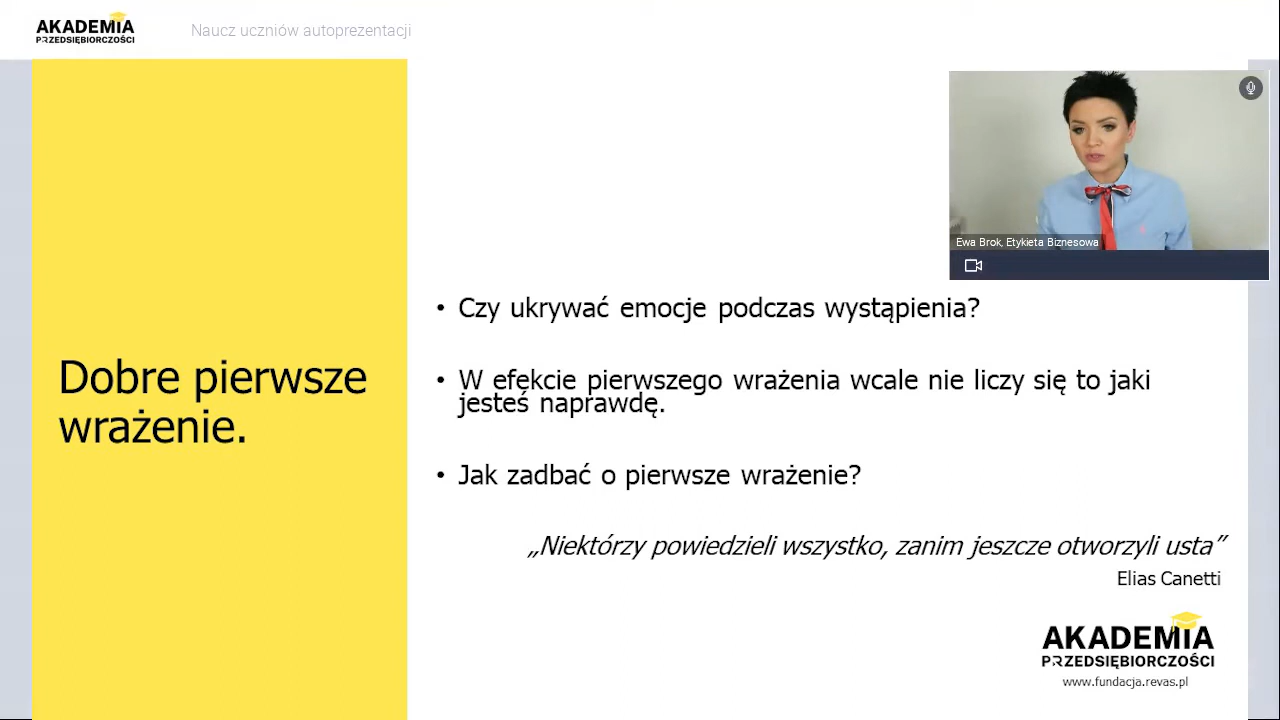 AKADEMIA
PRZEDSIĘBIORCZOŚCI
Naucz uczniów autoprezentacji
Ewa Brok, Etykieta Biznesowa
Dobre pierwsze
wrażenie.
• Czy ukrywać emocje podczas wystąpienia?
• W efekcie pierwszego wrażenia wcale nie liczy się to jaki
jesteś naprawdę.
• Jak zadbać o pierwsze wrażenie?
„Niektórzy powiedzieli wszystko, zanim jeszcze otworzyli usta”
Elias Canetti
AKADEMIA
PRZEDSIĘBIORCZOŚCI
www.fundacja.revas.pl